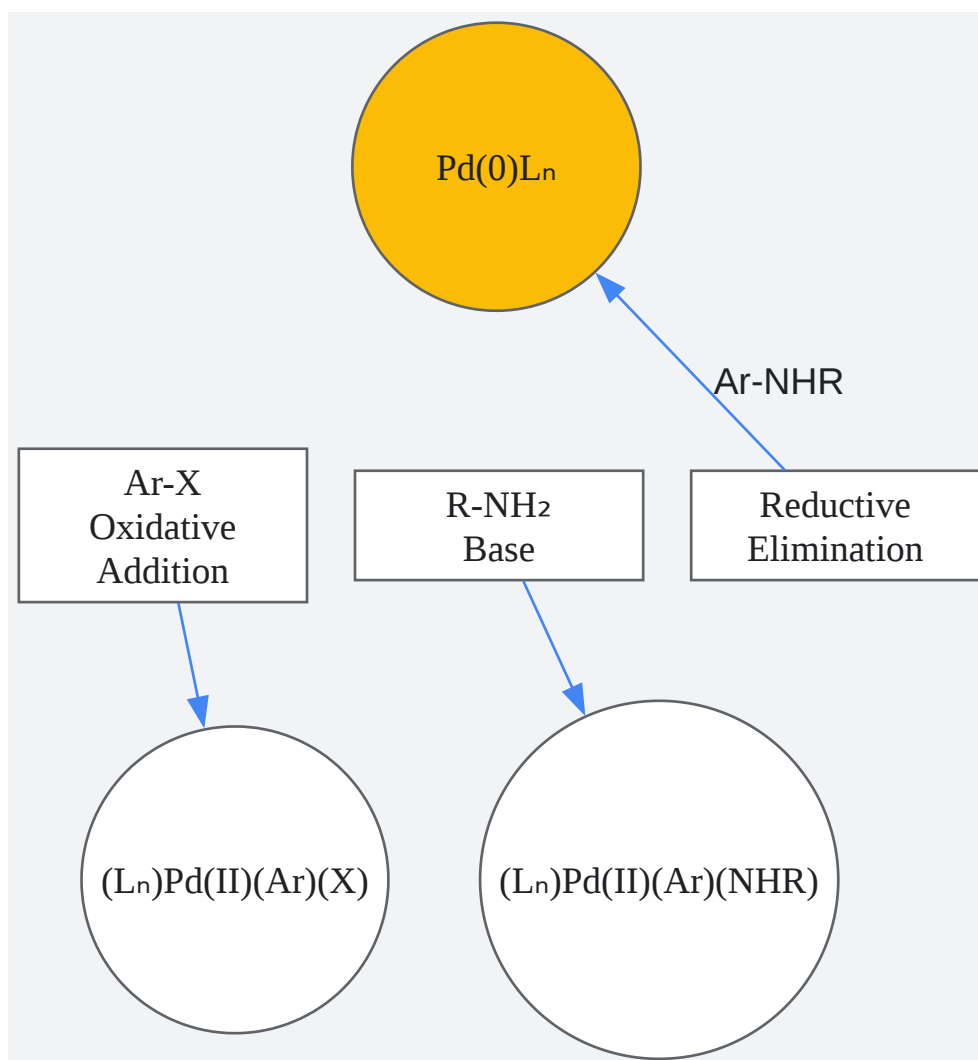 Pd(0)Lₙ
Ar-NHR
Ar-X
Oxidative
Addition
R-NH₂
Base
Reductive
Elimination
(Lₙ)Pd(II)(Ar)(X)
(Lₙ)Pd(II)(Ar)(NHR)